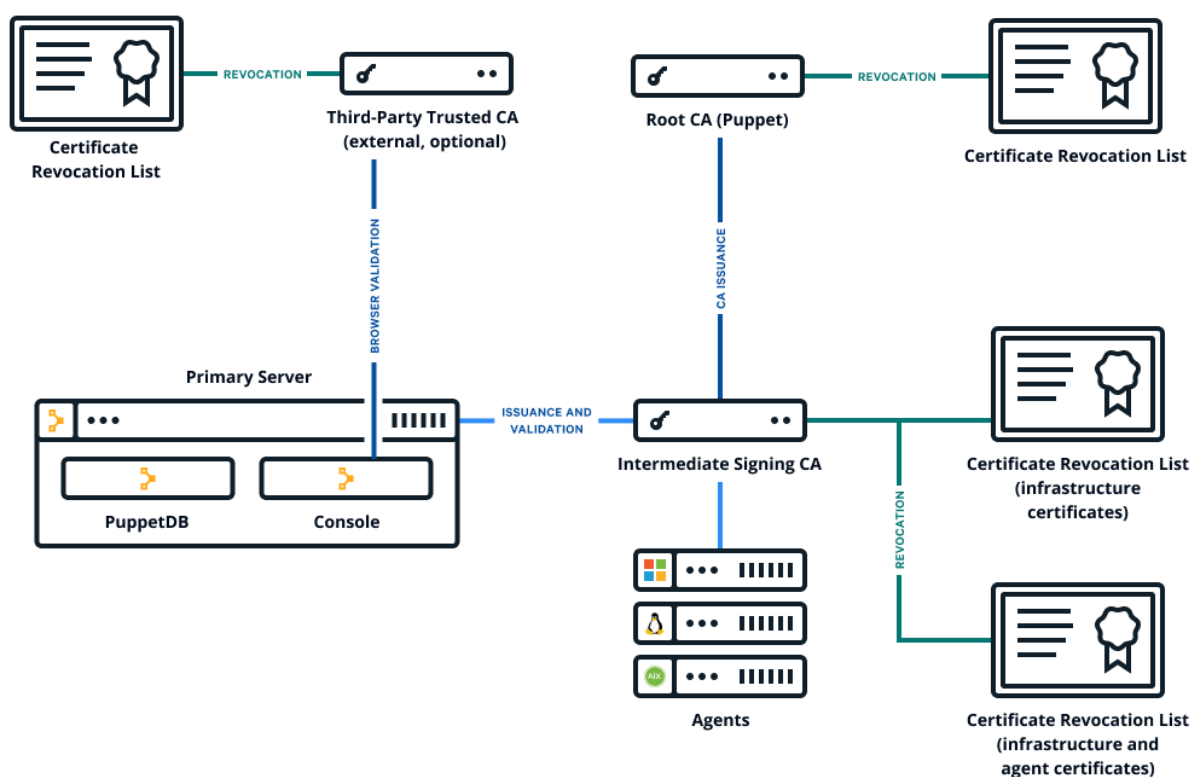 REVOCATION
Certificate
Revocation List
Third-Party Trusted CA
(external, optional)
Root CA (Puppet)
REVOCATION
Certificate Revocation List
BROWSER VALIDATION
CA ISSUANCE
Primary Server
ISSUANCE AND
VALIDATION
PuppetDB
Console
Intermediate Signing CA
Certificate Revocation List
(infrastructure
certificates)
REVOCATION
AIX
Agents
Certificate Revocation List
(infrastructure and
agent certificates)